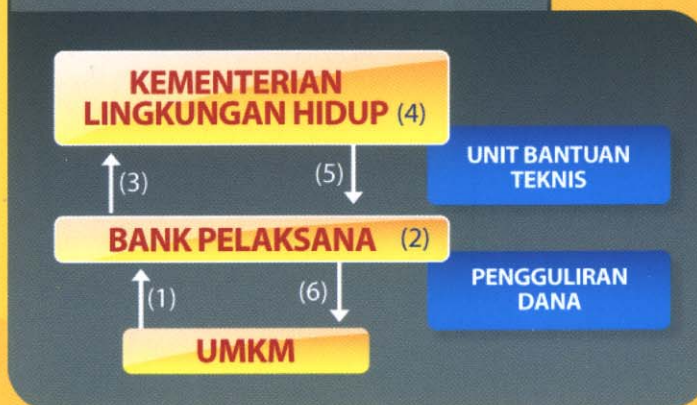 KEMENTERIAN
LINGKUNGAN HIDUP (4)
UNIT BANTUAN
TEKNIS
(3)
(5)
BANK PELAKSANA (2)
PENGGULIRAN
DANA
(1)
(6)
UMKM